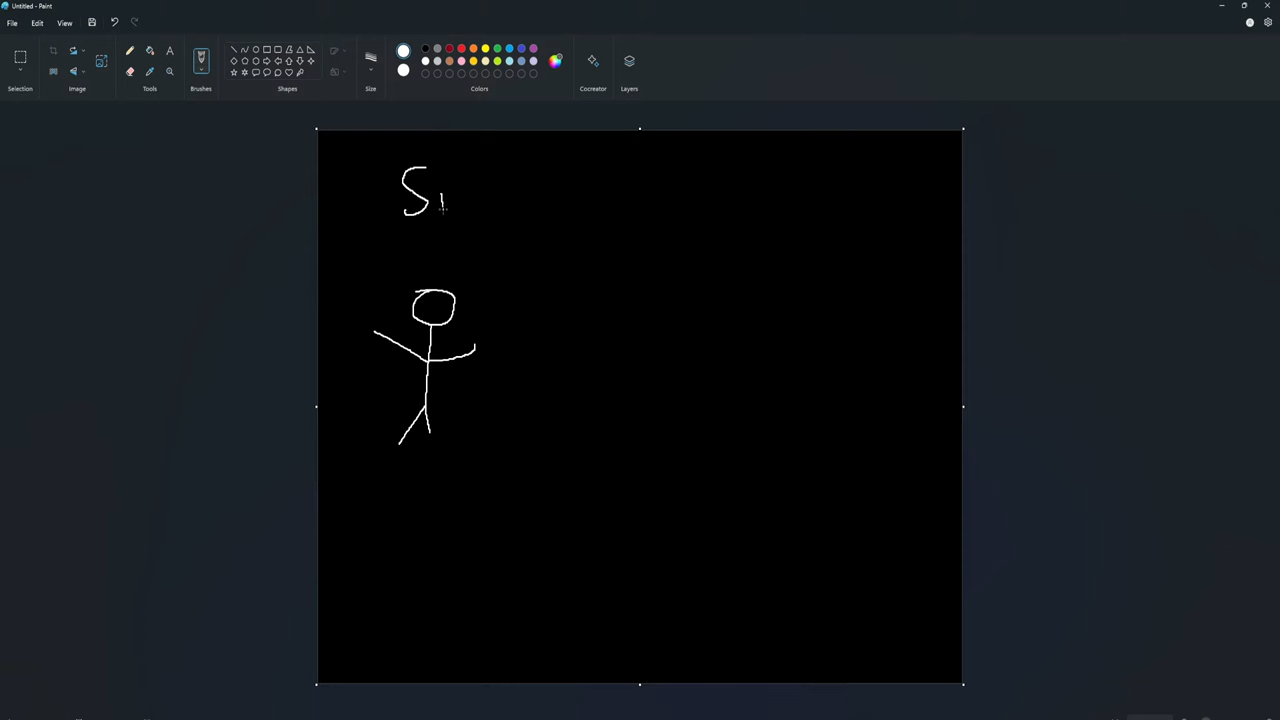 Untitled - Paint
File Edit View
Selection Image Tools Brushes Shapes Size Colors Cocreator Layers
S